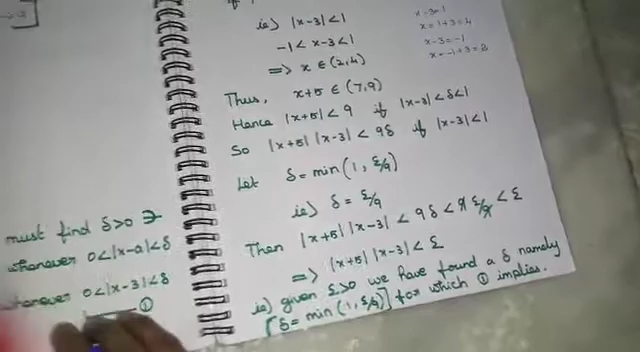 must find δ>0 ∋
whenever 0<|x-a|<δ
whenever 0<|x-3|<δ
①
ie) |x-3|<1
-1< x-3<1
=> x ∈ (2,4)
x=3+1
x=1+3=4
x-3=-1
x=-1+3=2
Thus, x+5 ∈ (7,9)
Hence |x+5| < 9 if |x-3|<δ<1
So |x+5| |x-3| < 9δ if |x-3|<1
Let δ = min(1, ε/9)
ie) δ = ε/9
Then |x+5| |x-3| < 9δ < 9 ε/9 < ε
=> |x+5| |x-3| < ε
ie) given ε>0 we have found a δ namely
[δ = min(1, ε/9)] for which ① implies.